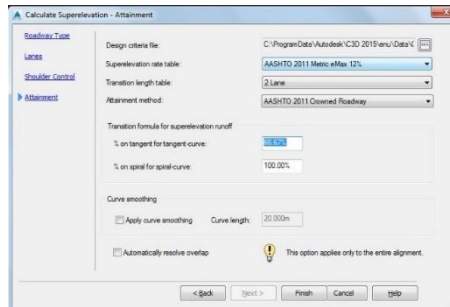 Calculate Superelevation - Attainment
Roadway Type
Lanes
Shoulder Control
Attainment
Design criteria file:
C:\ProgramData\Autodesk\C3D 2015\enu\Data\C
Superelevation rate table:
AASHTO 2011 Metric eMax 12%
Transition length table:
2 Lane
Attainment method:
AASHTO 2011 Crowned Roadway
Transition formula for superelevation runoff
% on tangent for tangent-curve:
66.67%
% on spiral for spiral-curve:
100.00%
Curve smoothing
Apply curve smoothing
Curve length:
20.000m
Automatically resolve overlap
This option applies only to the entire alignment.
< Back
Next >
Finish
Cancel
Help